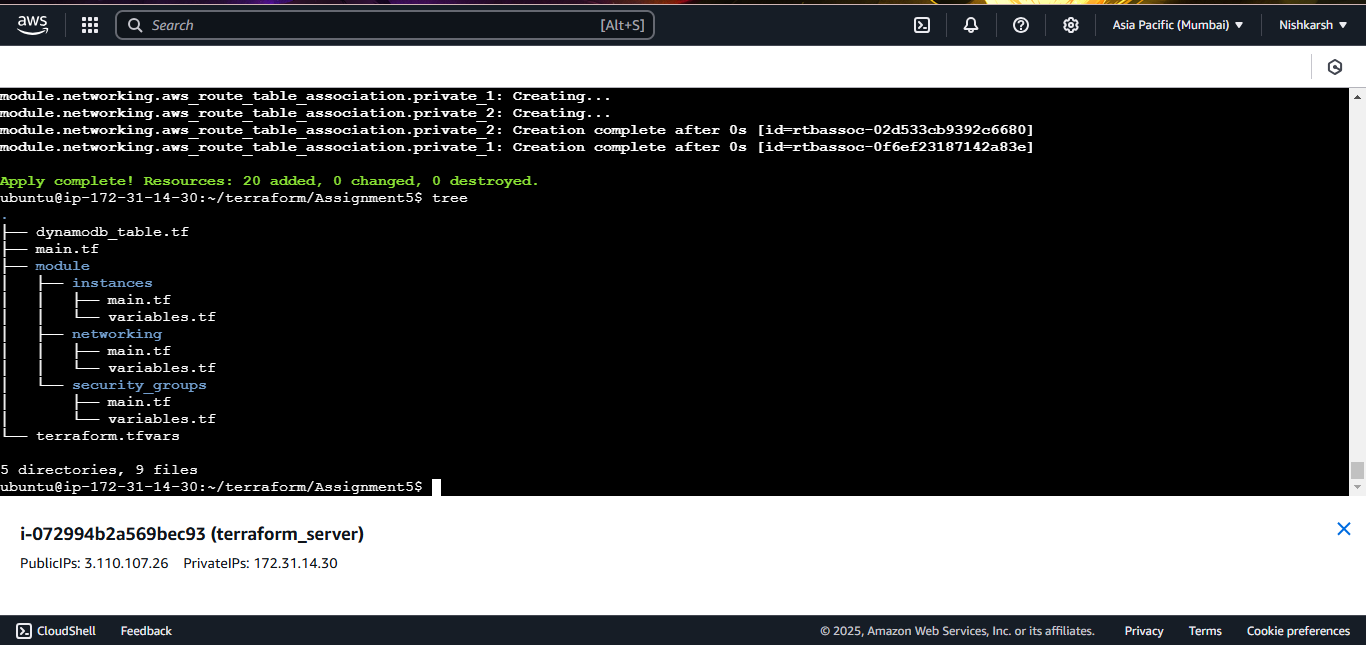 aws Search [Alt+S] Asia Pacific (Mumbai) ▼ Nishkarsh ▼
module.networking.aws_route_table_association.private_1: Creating...
module.networking.aws_route_table_association.private_2: Creating...
module.networking.aws_route_table_association.private_2: Creation complete after 0s [id=rtbassoc-02d533cb9392c6680]
module.networking.aws_route_table_association.private_1: Creation complete after 0s [id=rtbassoc-0f6ef23187142a83e]
Apply complete! Resources: 20 added, 0 changed, 0 destroyed.
ubuntu@ip-172-31-14-30:~/terraform/Assignment5$ tree
.
├── dynamodb_table.tf
├── main.tf
├── module
│   ├── instances
│   │   ├── main.tf
│   │   └── variables.tf
│   ├── networking
│   │   ├── main.tf
│   │   └── variables.tf
│   └── security_groups
│       ├── main.tf
│       └── variables.tf
└── terraform.tfvars
5 directories, 9 files
ubuntu@ip-172-31-14-30:~/terraform/Assignment5$
i-072994b2a569bec93 (terraform_server)
PublicIPs: 3.110.107.26 PrivateIPs: 172.31.14.30
CloudShell Feedback © 2025, Amazon Web Services, Inc. or its affiliates. Privacy Terms Cookie preferences